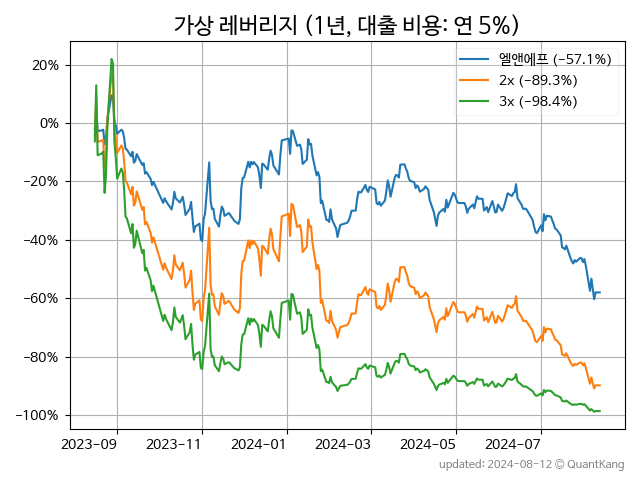 가상 레버리지 (1년, 대출 비용: 연 5%)
엘앤에프 (−57.1%)
2x (−89.3%)
3x (−98.4%)
20%
0%
−20%
−40%
−60%
−80%
−100%
2023-09 2023-11 2024-01 2024-03 2024-05 2024-07
updated: 2024-08-12 © QuantKang